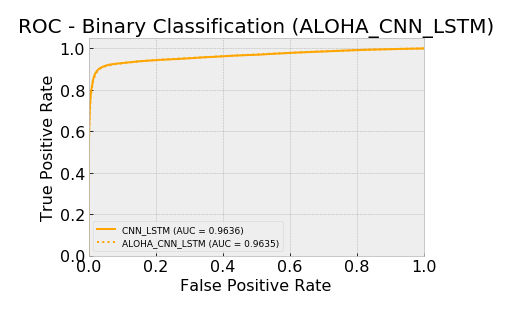 ROC - Binary Classification (ALOHA_CNN_LSTM)
True Positive Rate
1.0
0.8
0.6
0.4
0.2
0.0
CNN_LSTM (AUC = 0.9636)
ALOHA_CNN_LSTM (AUC = 0.9635)
0.0 0.2 0.4 0.6 0.8 1.0
False Positive Rate